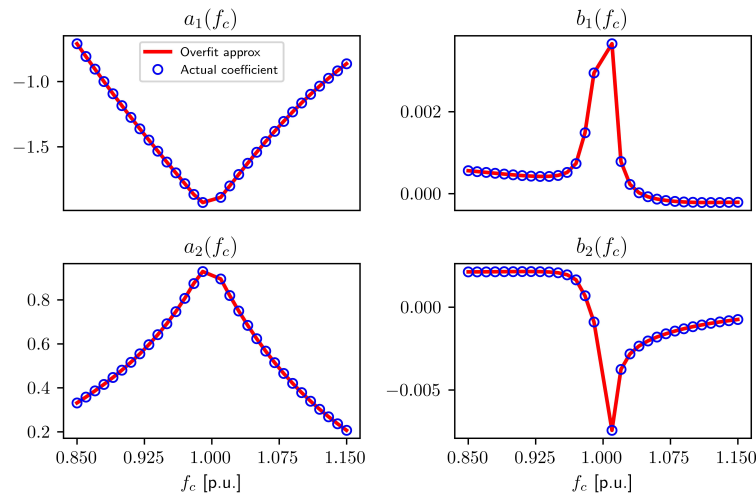 a₁(f_c)
b₁(f_c)
Overfit approx
Actual coefficient
−1.0
−1.5
0.002
0.000
a₂(f_c)
b₂(f_c)
0.8
0.6
0.4
0.2
0.000
−0.005
0.850 0.925 1.000 1.075 1.150
0.850 0.925 1.000 1.075 1.150
f_c [p.u.]
f_c [p.u.]